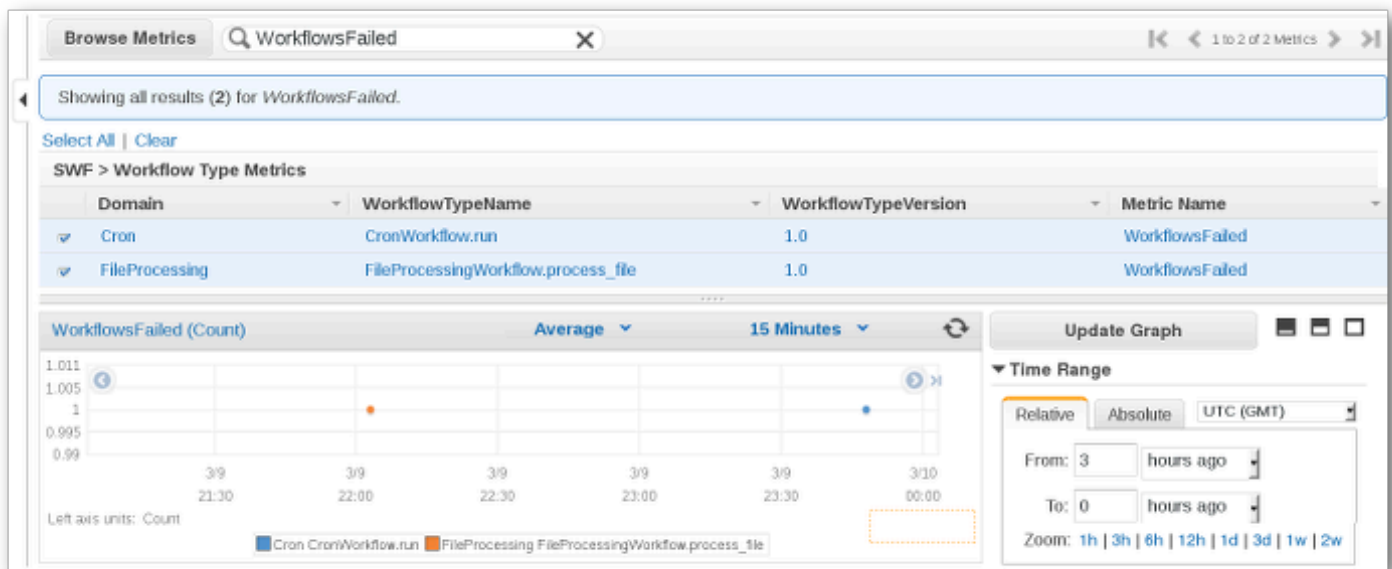 Browse Metrics WorkflowsFailed 1 to 2 of 2 Metrics
Showing all results (2) for WorkflowsFailed.
Select All | Clear
SWF > Workflow Type Metrics
Domain WorkflowTypeName WorkflowTypeVersion Metric Name
Cron CronWorkflow.run 1.0 WorkflowsFailed
FileProcessing FileProcessingWorkflow.process_file 1.0 WorkflowsFailed
WorkflowsFailed (Count) Average 15 Minutes Update Graph
Time Range
1.011
1.005
1
0.995
0.99
3/9 3/9 3/9 3/9 3/9 3/10
21:30 22:00 22:30 23:00 23:30 00:00
Left axis units: Count
Cron CronWorkflow.run FileProcessing FileProcessingWorkflow.process_file
Relative Absolute UTC (GMT)
From: 3 hours ago
To: 0 hours ago
Zoom: 1h | 3h | 6h | 12h | 1d | 3d | 1w | 2w